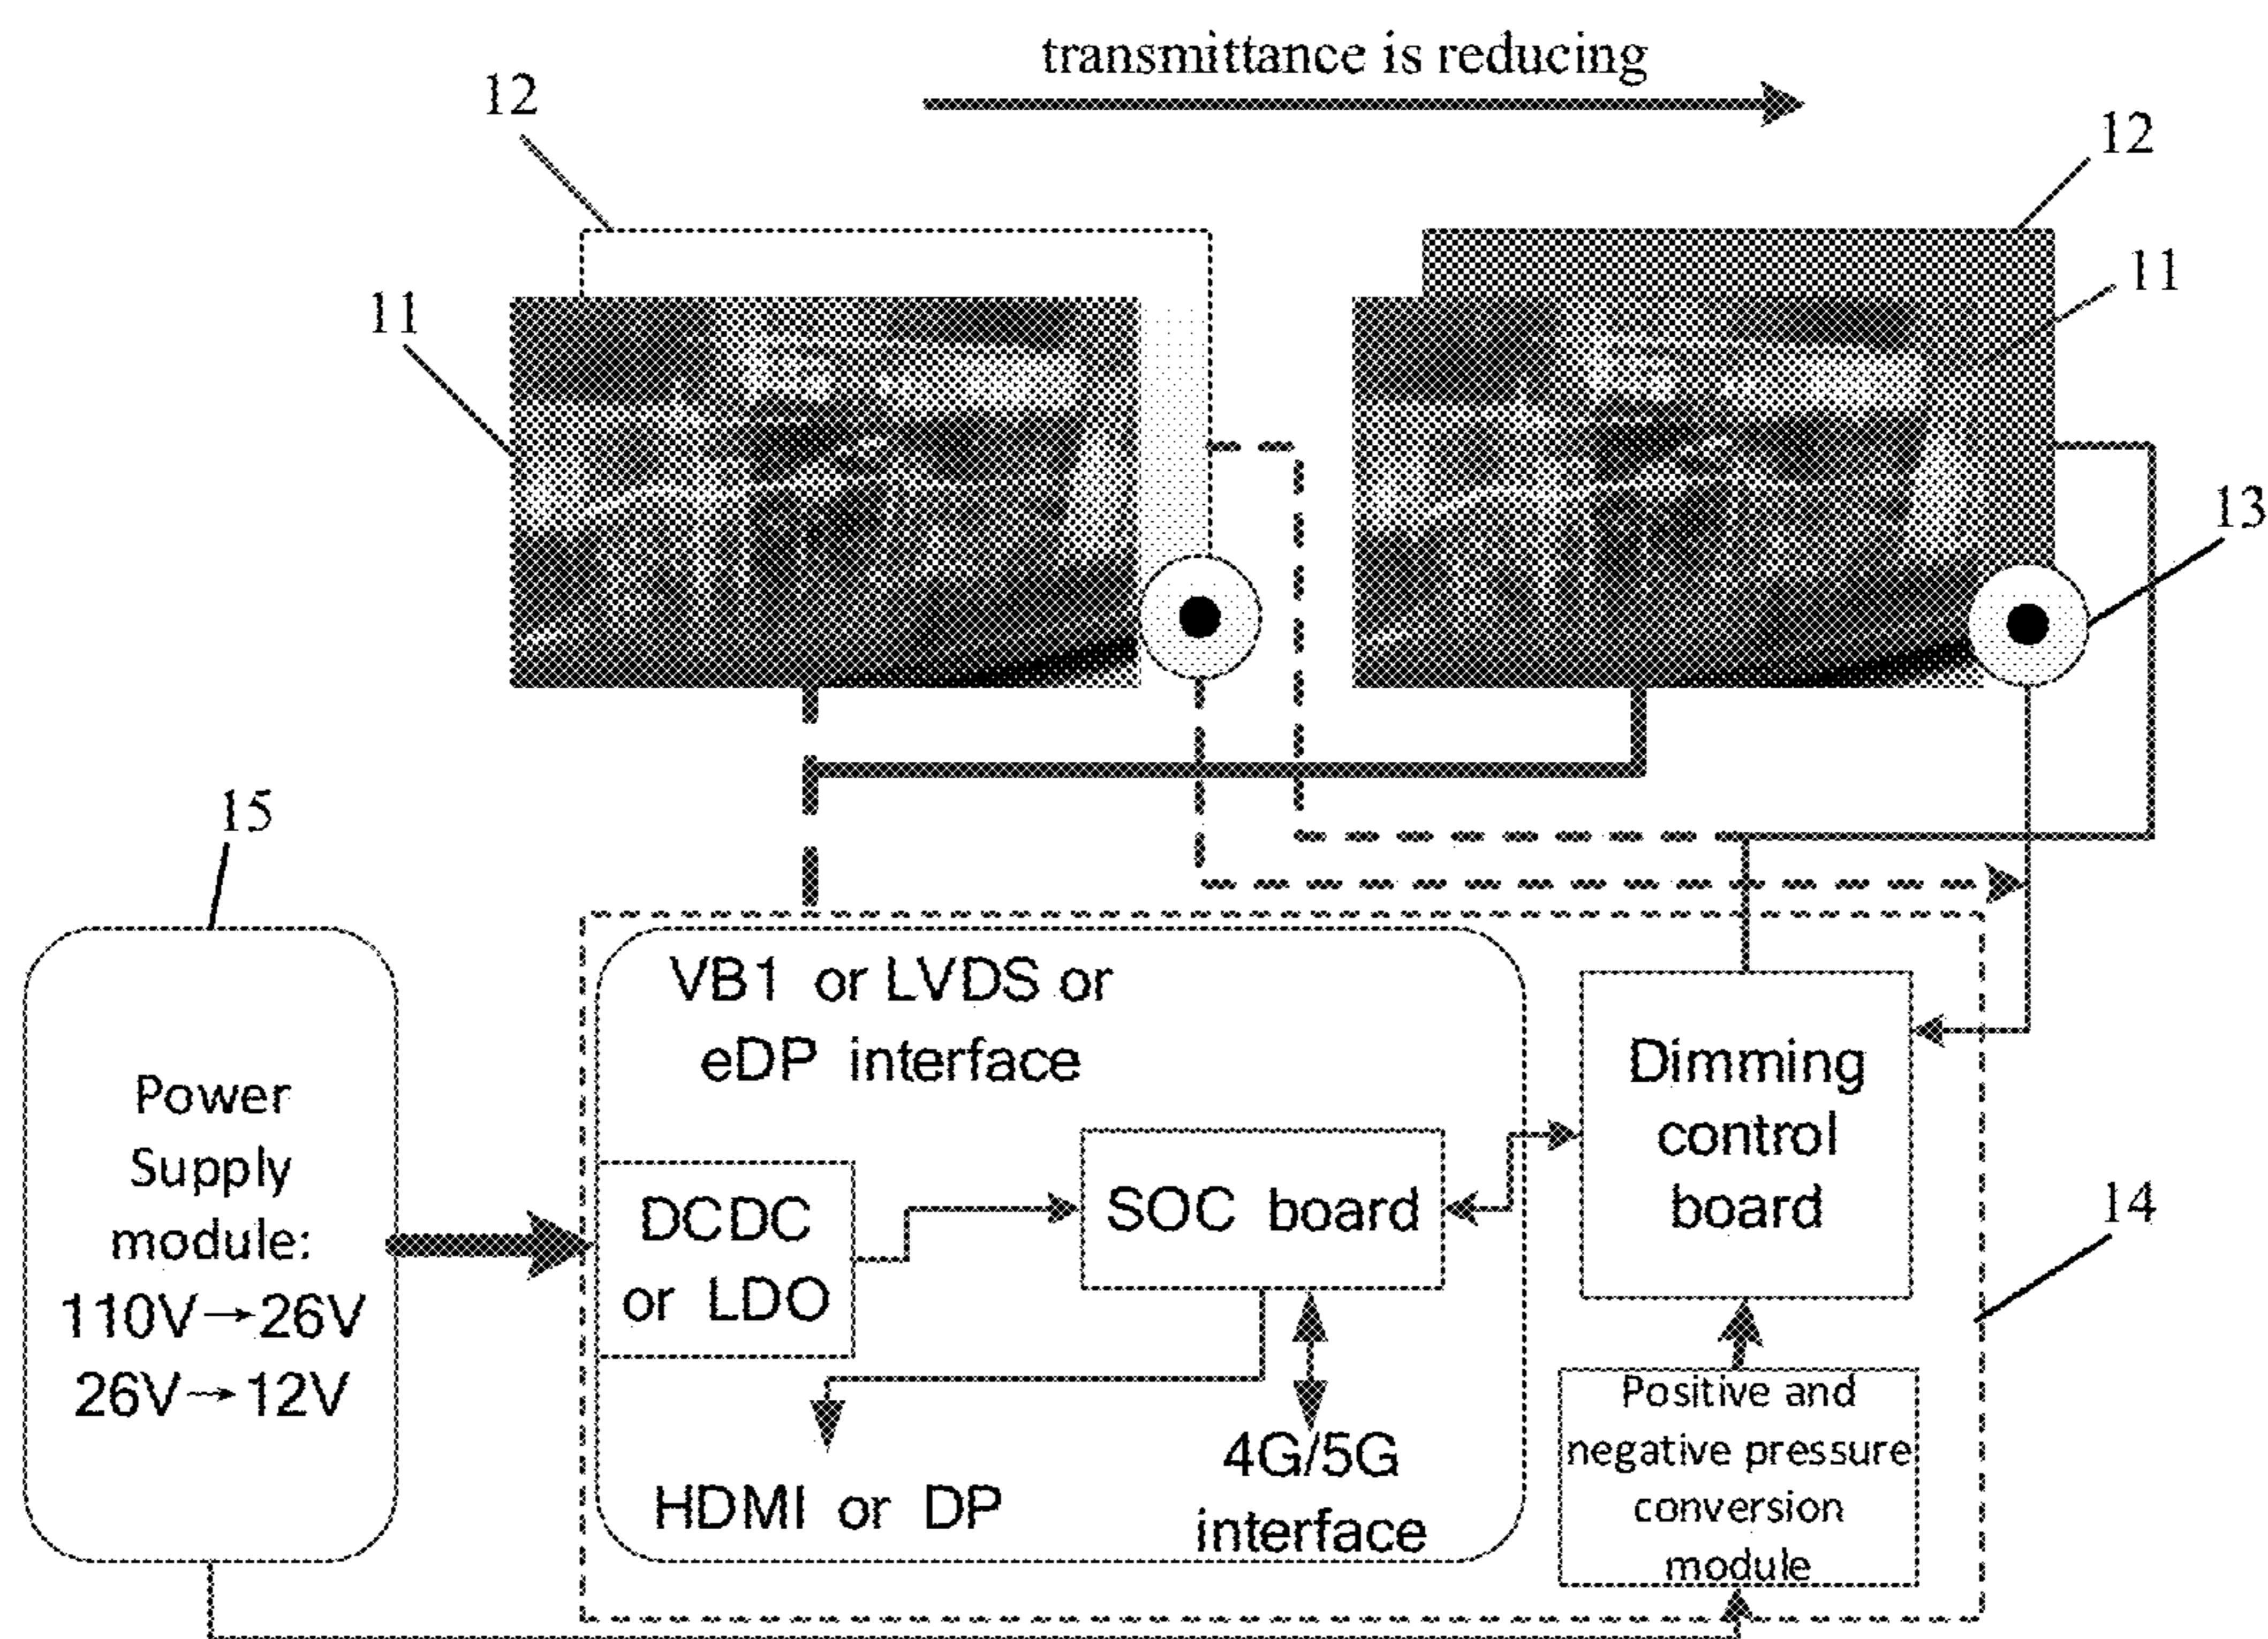 transmittance is reducing
12
12
11
11
13
15
VB1 or LVDS or
eDP interface
Dimming
control
board
Power
Supply
module:
110V→26V
26V→12V
DCDC
or LDO
SOC board
14
HDMI or DP
4G/5G
interface
Positive and
negative pressure
conversion
module